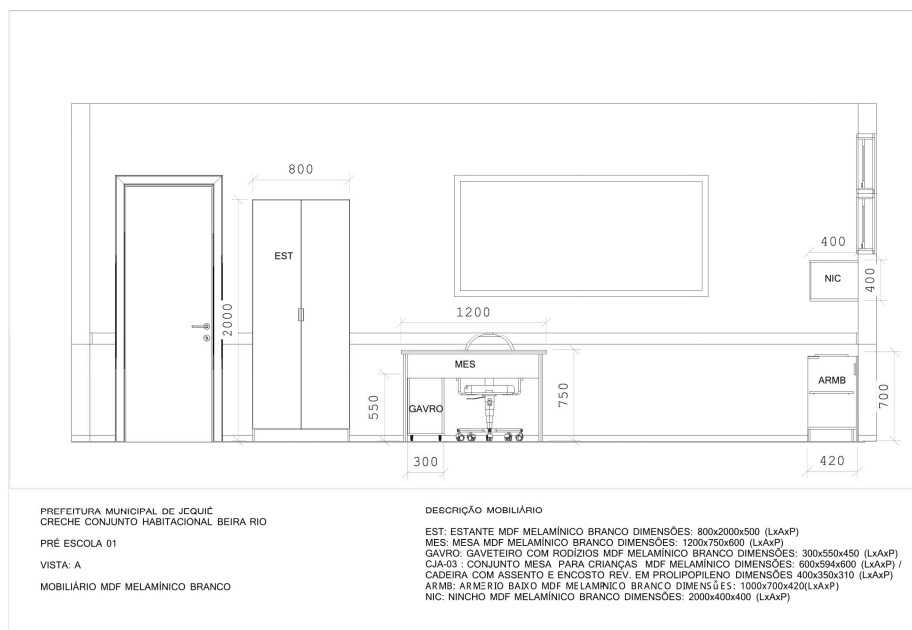 800
EST
2000
1200
MES
550
GAVRO
300
750
400
NIC
400
ARMB
700
420
PREFEITURA MUNICIPAL DE JEQUIÉ
CRECHE CONJUNTO HABITACIONAL BEIRA RIO
PRÉ ESCOLA 01
VISTA: A
MOBILIÁRIO MDF MELAMÍNICO BRANCO
DESCRIÇÃO MOBILIÁRIO
EST: ESTANTE MDF MELAMÍNICO BRANCO DIMENSÕES: 800x2000x500 (LxAxP)
MES: MESA MDF MELAMÍNICO BRANCO DIMENSÕES: 1200x750x600 (LxAxP)
GAVRO: GAVETEIRO COM RODÍZIOS MDF MELAMÍNICO BRANCO DIMENSÕES: 300x550x450 (LxAxP)
CJA-03 : CONJUNTO MESA PARA CRIANÇAS MDF MELAMÍNICO DIMENSÕES: 600x594x600 (LxAxP) /
CADEIRA COM ASSENTO E ENCOSTO REV. EM PROLIPOPILENO DIMENSÕES 400x350x310 (LxAxP)
ARMB: ARMERIO BAIXO MDF MELAMNICO BRANCO DIMENSŨES: 1000x700x420(LxAxP)
NIC: NINCHO MDF MELAMÍNICO BRANCO DIMENSÕES: 2000x400x400 (LxAxP)